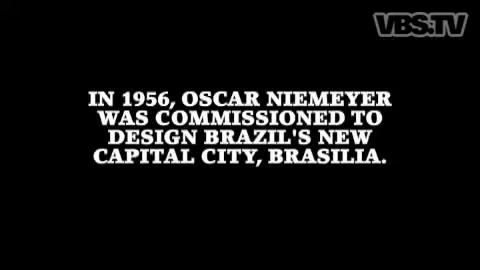 VBS.TV
IN 1956, OSCAR NIEMEYER
WAS COMMISSIONED TO
DESIGN BRAZIL'S NEW
CAPITAL CITY, BRASILIA.